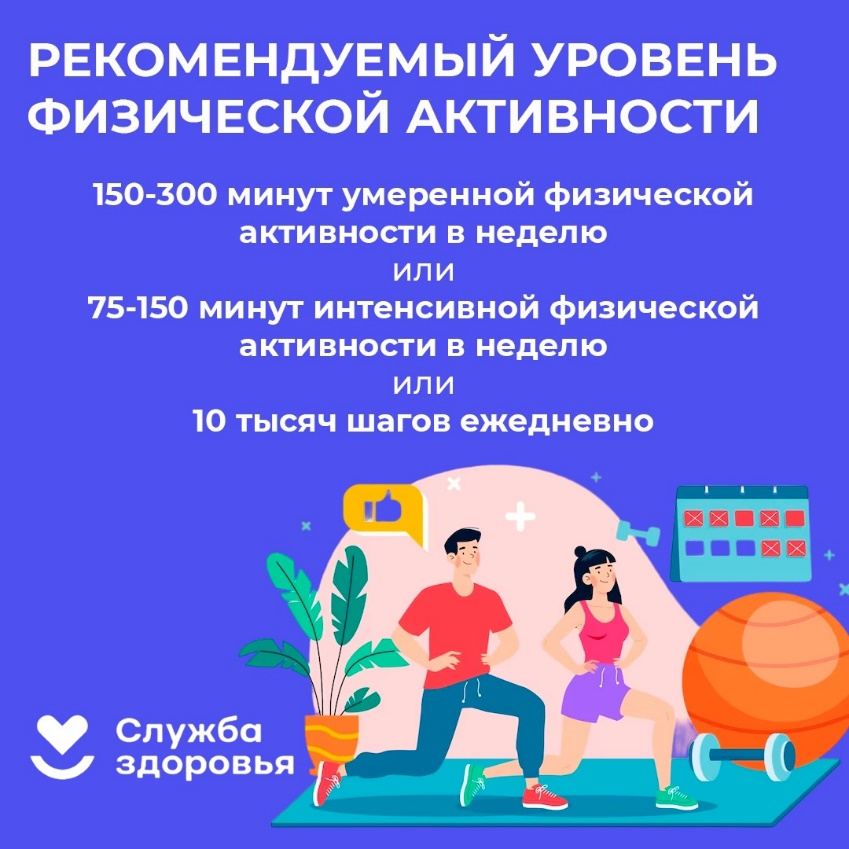 РЕКОМЕНДУЕМЫЙ УРОВЕНЬ
ФИЗИЧЕСКОЙ АКТИВНОСТИ
150-300 минут умеренной физической
активности в неделю
или
75-150 минут интенсивной физической
активности в неделю
или
10 тысяч шагов ежедневно
Служба
здоровья